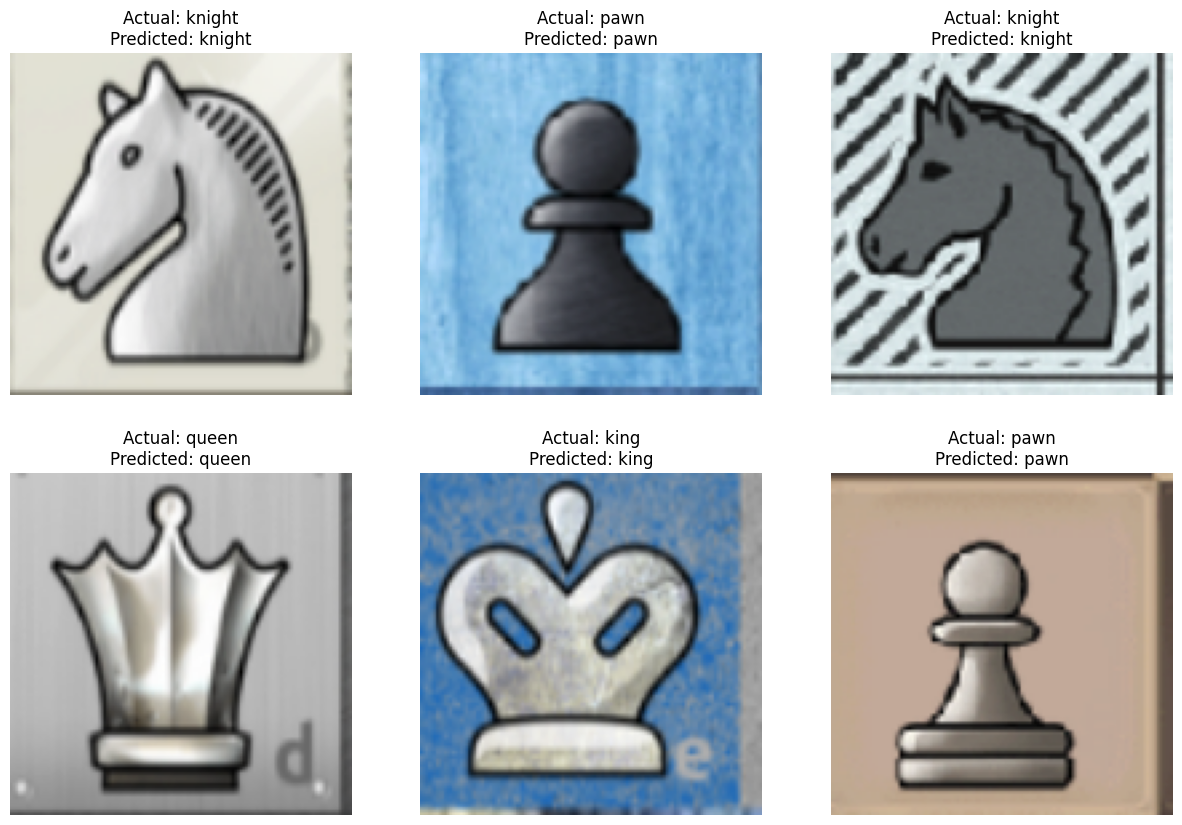 Actual: knight
Predicted: knight
Actual: pawn
Predicted: pawn
Actual: knight
Predicted: knight
Actual: queen
Predicted: queen
Actual: king
Predicted: king
Actual: pawn
Predicted: pawn
d
e